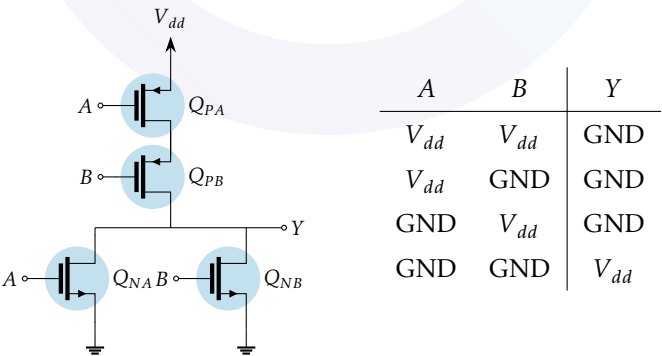 V_dd
A Q_PA
B Q_PB
Y
A Q_NA B Q_NB
A B Y
V_dd V_dd GND
V_dd GND GND
GND V_dd GND
GND GND V_dd